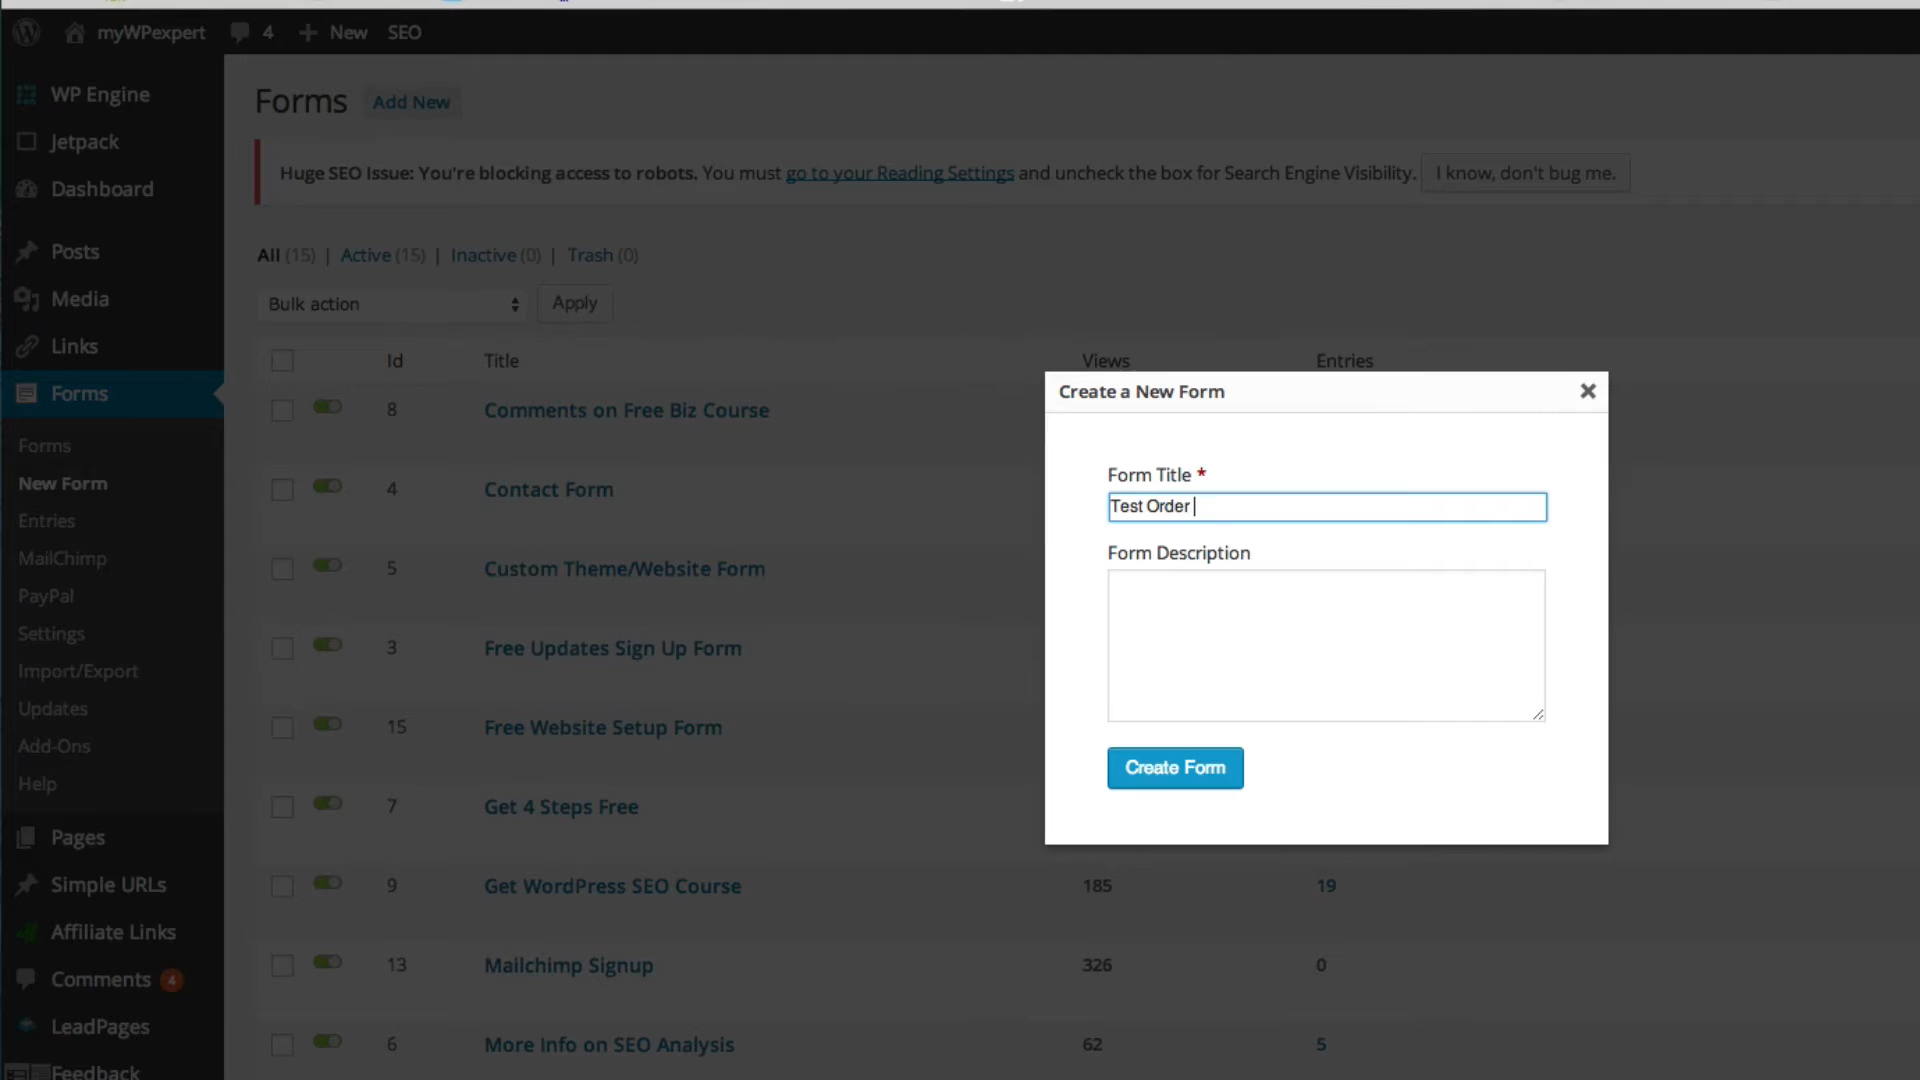 myWPexpert 4 New SEO
WP Engine
Jetpack
Dashboard
Posts
Media
Links
Forms
Forms
New Form
Entries
MailChimp
PayPal
Settings
Import/Export
Updates
Add-Ons
Help
Pages
Simple URLs
Affiliate Links
Comments 4
LeadPages
Feedback
Forms Add New
Huge SEO Issue: You're blocking access to robots. You must go to your Reading Settings and uncheck the box for Search Engine Visibility. I know, don't bug me.
All (15) | Active (15) | Inactive (0) | Trash (0)
Bulk action Apply
Id Title Views Entries
8 Comments on Free Biz Course
4 Contact Form
5 Custom Theme/Website Form
3 Free Updates Sign Up Form
15 Free Website Setup Form
7 Get 4 Steps Free
9 Get WordPress SEO Course 185 19
13 Mailchimp Signup 326 0
6 More Info on SEO Analysis 62 5
Create a New Form
Form Title *
Test Order
Form Description
Create Form